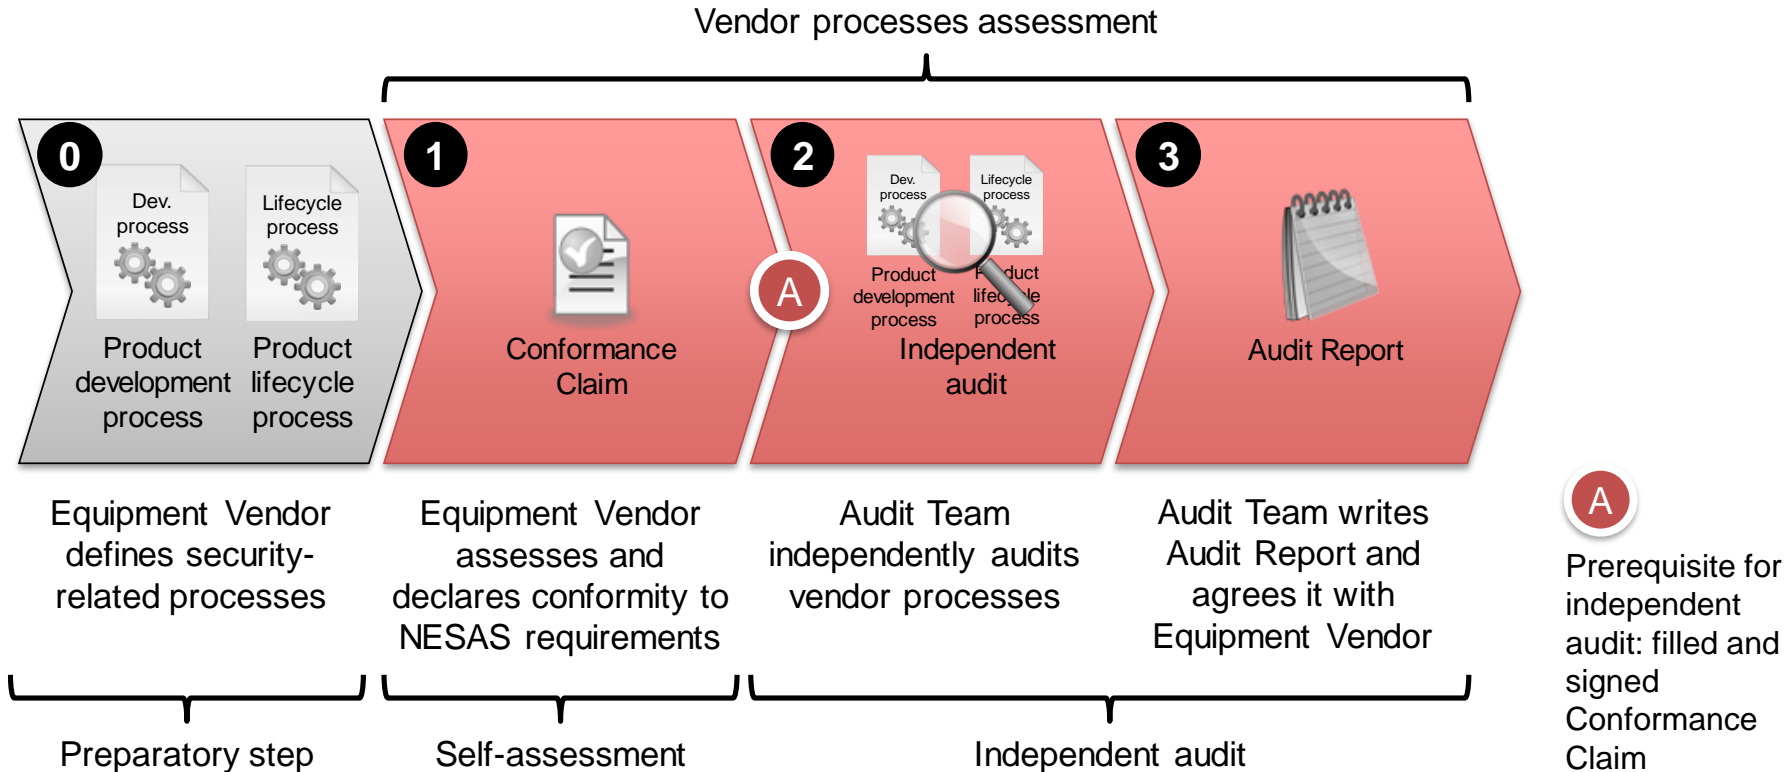 Vendor processes assessment
0
Dev.
process
Lifecycle
process
Product
development
process
Product
lifecycle
process
1
Conformance
Claim
A
2
Dev.
process
Lifecycle
process
Product
development
process
Product
lifecycle
process
Independent
audit
3
Audit Report
Equipment Vendor
defines security-
related processes
Equipment Vendor
assesses and
declares conformity to
NESAS requirements
Audit Team
independently audits
vendor processes
Audit Team writes
Audit Report and
agrees it with
Equipment Vendor
A
Prerequisite for
independent
audit: filled and
signed
Conformance
Claim
Preparatory step
Self-assessment
Independent audit